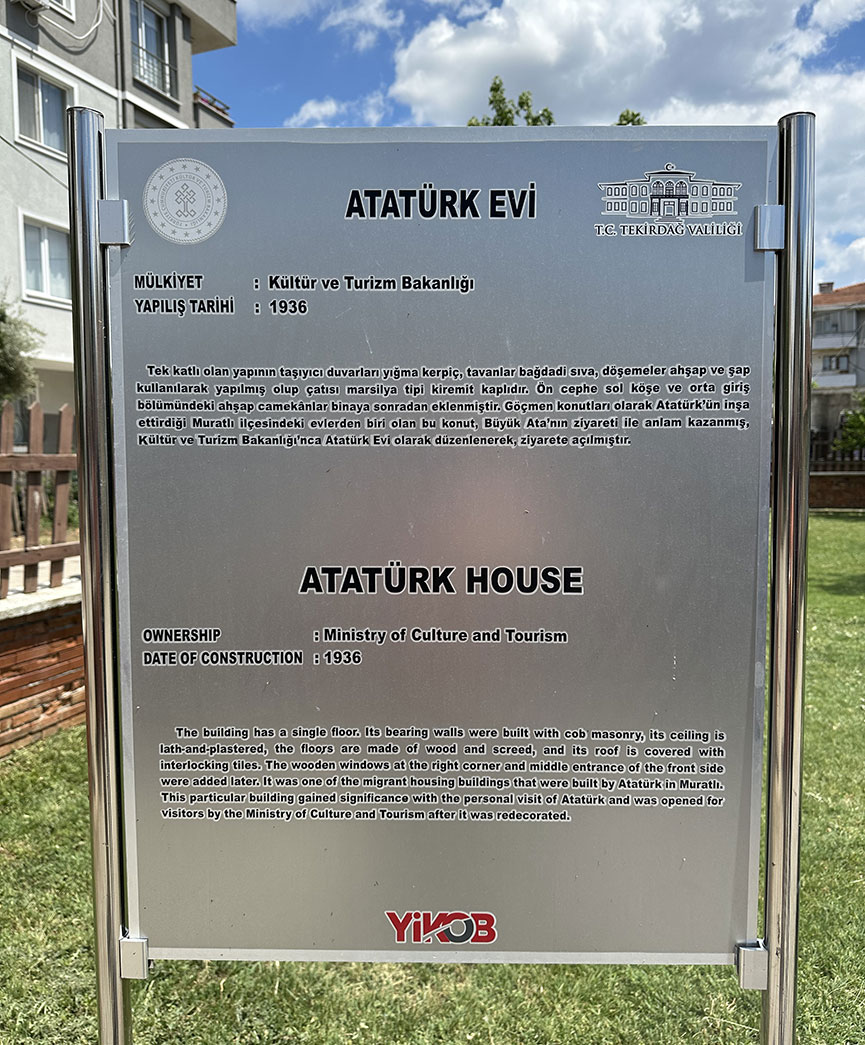 ATATÜRK EVİ
T.C. TEKİRDAĞ VALİLİĞİ
MÜLKİYET : Kültür ve Turizm Bakanlığı
YAPILIŞ TARİHİ : 1936
Tek katlı olan yapının taşıyıcı duvarları yığma kerpiç, tavanlar bağdadi sıva, döşemeler ahşap ve şap
kullanılarak yapılmış olup çatısı marsilya tipi kiremit kaplıdır. Ön cephe sol köşe ve orta giriş
bölümündeki ahşap camekânlar binaya sonradan eklenmiştir. Göçmen konutları olarak Atatürk'ün inşa
ettirdiği Muratlı ilçesindeki evlerden biri olan bu konut, Büyük Ata'nın ziyareti ile anlam kazanmış,
Kültür ve Turizm Bakanlığı'nca Atatürk Evi olarak düzenlenerek, ziyarete açılmıştır.
ATATÜRK HOUSE
OWNERSHIP : Ministry of Culture and Tourism
DATE OF CONSTRUCTION : 1936
The building has a single floor. Its bearing walls were built with cob masonry, its ceiling is
lath-and-plastered, the floors are made of wood and screed, and its roof is covered with
interlocking tiles. The wooden windows at the right corner and middle entrance of the front side
were added later. It was one of the migrant housing buildings that were built by Atatürk in Muratlı.
This particular building gained significance with the personal visit of Atatürk and was opened for
visitors by the Ministry of Culture and Tourism after it was redecorated.
YİKOB